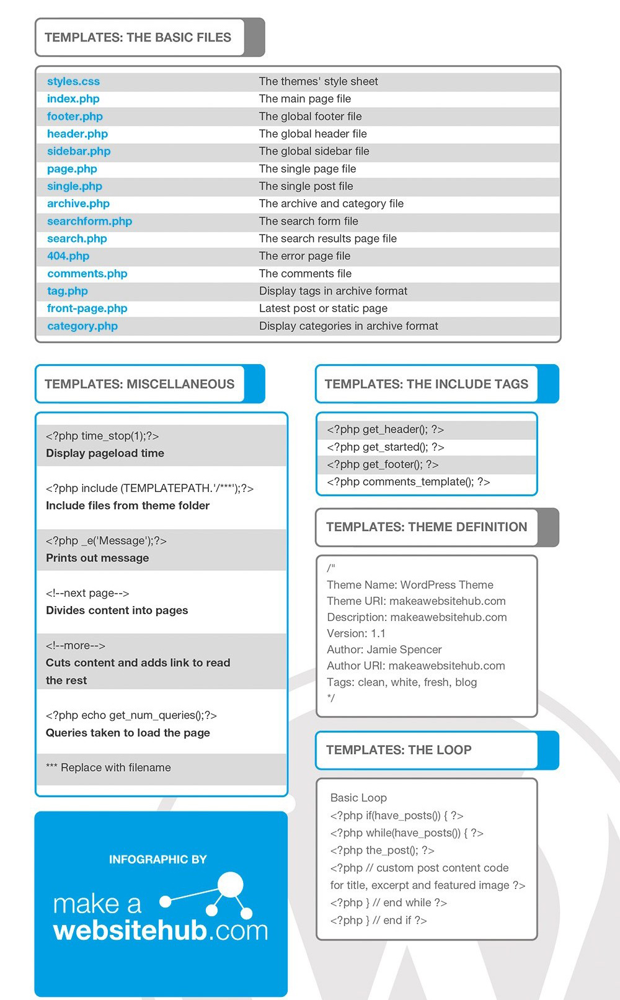 TEMPLATES: THE BASIC FILES
styles.css The themes' style sheet
index.php The main page file
footer.php The global footer file
header.php The global header file
sidebar.php The global sidebar file
page.php The single page file
single.php The single post file
archive.php The archive and category file
searchform.php The search form file
search.php The search results page file
404.php The error page file
comments.php The comments file
tag.php Display tags in archive format
front-page.php Latest post or static page
category.php Display categories in archive format
TEMPLATES: MISCELLANEOUS
<?php time_stop(1);?>
Display pageload time
<?php include (TEMPLATEPATH.'/***');?>
Include files from theme folder
<?php _e('Message');?>
Prints out message
<!--next page-->
Divides content into pages
<!--more-->
Cuts content and adds link to read
the rest
<?php echo get_num_queries();?>
Queries taken to load the page
*** Replace with filename
TEMPLATES: THE INCLUDE TAGS
<?php get_header(); ?>
<?php get_started(); ?>
<?php get_footer(); ?>
<?php comments_template(); ?>
TEMPLATES: THEME DEFINITION
/"
Theme Name: WordPress Theme
Theme URI: makeawebsitehub.com
Description: makeawebsitehub.com
Version: 1.1
Author: Jamie Spencer
Author URI: makeawebsitehub.com
Tags: clean, white, fresh, blog
*/
TEMPLATES: THE LOOP
Basic Loop
<?php if(have_posts()) { ?>
<?php while(have_posts()) { ?>
<?php the_post(); ?>
<?php // custom post content code
for title, excerpt and featured image ?>
<?php } // end while ?>
<?php } // end if ?>
INFOGRAPHIC BY
make a
websitehub.com